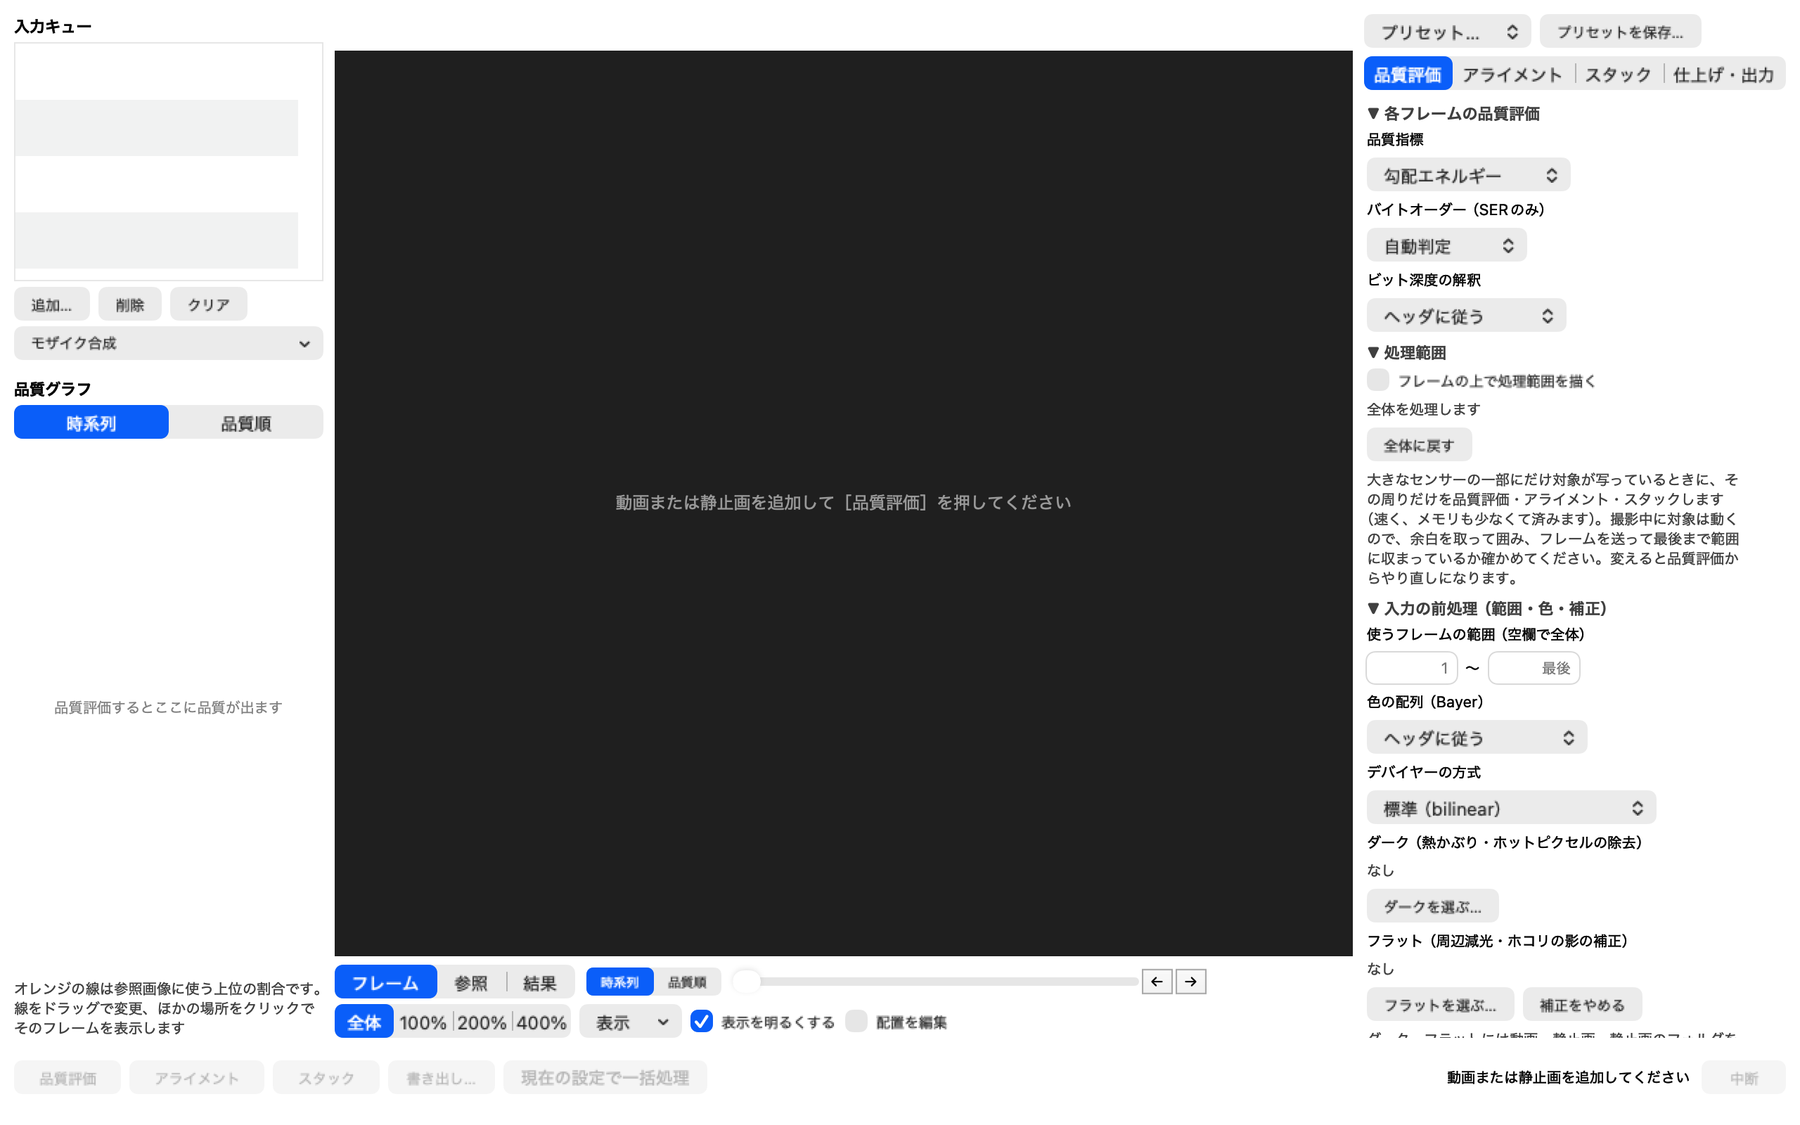 入力キュー
追加...
削除
クリア
モザイク合成
品質グラフ
時系列
品質順
品質評価するとここに品質が出ます
オレンジの線は参照画像に使う上位の割合です。
線をドラッグで変更、ほかの場所をクリックで
そのフレームを表示します
動画または静止画を追加して［品質評価］を押してください
フレーム
参照
結果
時系列
品質順
←
→
全体
100%
200%
400%
表示
表示を明るくする
配置を編集
プリセット...
プリセットを保存...
品質評価
アライメント
スタック
仕上げ・出力
▼ 各フレームの品質評価
品質指標
勾配エネルギー
バイトオーダー（SERのみ）
自動判定
ビット深度の解釈
ヘッダに従う
▼ 処理範囲
フレームの上で処理範囲を描く
全体を処理します
全体に戻す
大きなセンサーの一部にだけ対象が写っているときに、そ
の周りだけを品質評価・アライメント・スタックします
（速く、メモリも少なくて済みます）。撮影中に対象は動く
ので、余白を取って囲み、フレームを送って最後まで範囲
に収まっているか確かめてください。変えると品質評価か
らやり直しになります。
▼ 入力の前処理（範囲・色・補正）
使うフレームの範囲（空欄で全体）
1 〜 最後
色の配列（Bayer）
ヘッダに従う
デバイヤーの方式
標準（bilinear）
ダーク（熱かぶり・ホットピクセルの除去）
なし
ダークを選ぶ...
フラット（周辺減光・ホコリの影の補正）
なし
フラットを選ぶ...
補正をやめる
品質評価
アライメント
スタック
書き出し...
現在の設定で一括処理
動画または静止画を追加してください
中断